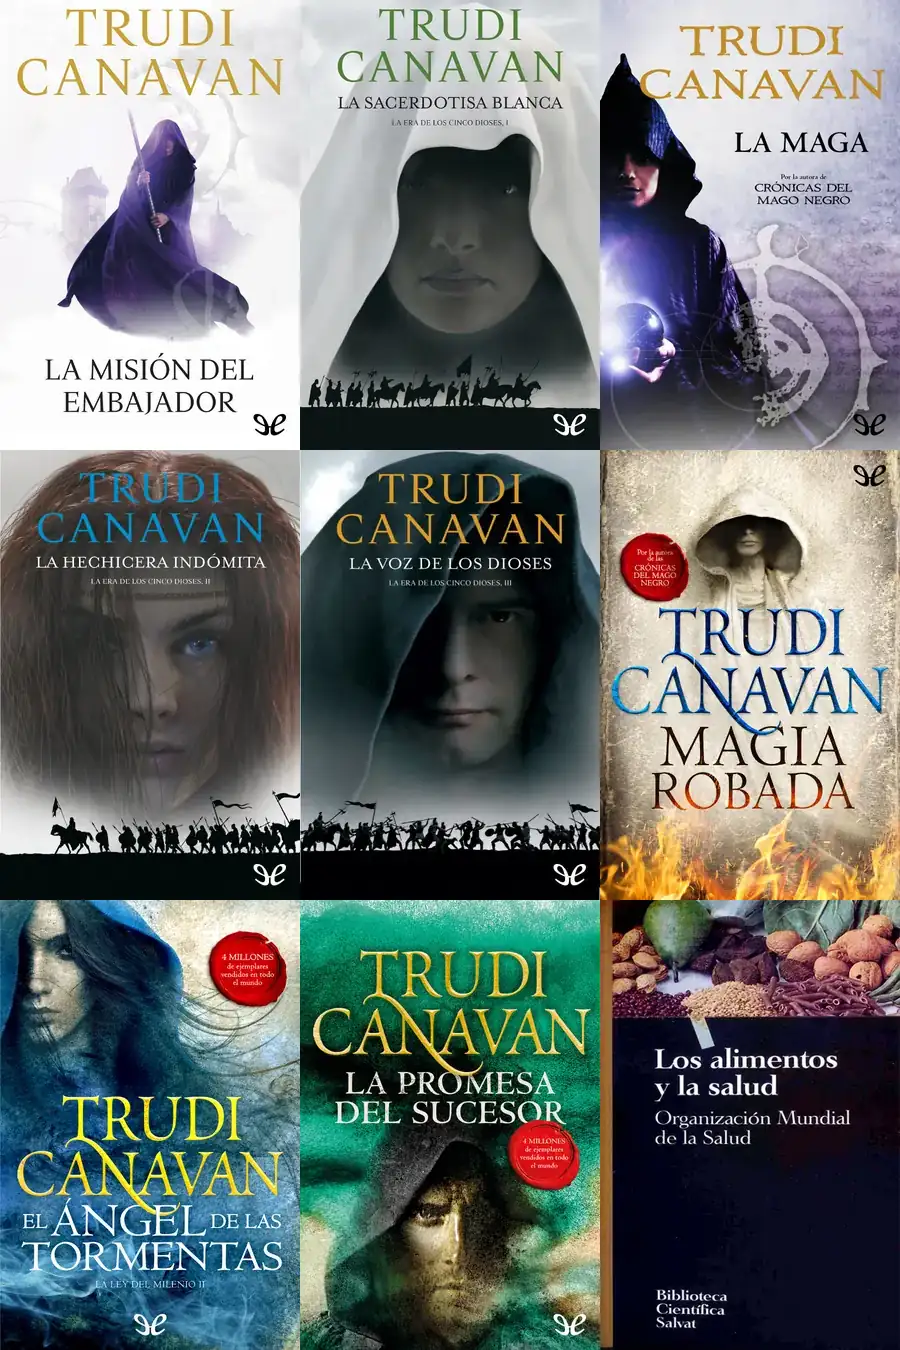 TRUDI
CANAVAN
LA MISIÓN DEL
EMBAJADOR
TRUDI
CANAVAN
LA SACERDOTISA BLANCA
LA ERA DE LOS CINCO DIOSES, I
TRUDI
CANAVAN
LA MAGA
Por la autora de
CRÓNICAS DEL
MAGO NEGRO
TRUDI
CANAVAN
LA HECHICERA INDÓMITA
LA ERA DE LOS CINCO DIOSES, II
TRUDI
CANAVAN
LA VOZ DE LOS DIOSES
LA ERA DE LOS CINCO DIOSES, III
Por la autora
de las
CRÓNICAS
DEL MAGO
NEGRO
TRUDI
CANAVAN
MAGIA
ROBADA
4 MILLONES
de ejemplares
vendidos en todo
el mundo
TRUDI
CANAVAN
EL ÁNGEL DE LAS
TORMENTAS
LA LEY DEL MILENIO II
TRUDI
CANAVAN
LA PROMESA
DEL SUCESOR
4 MILLONES
de ejemplares
vendidos en todo
el mundo
Los alimentos
y la salud
Organización Mundial
de la Salud
Biblioteca
Científica
Salvat